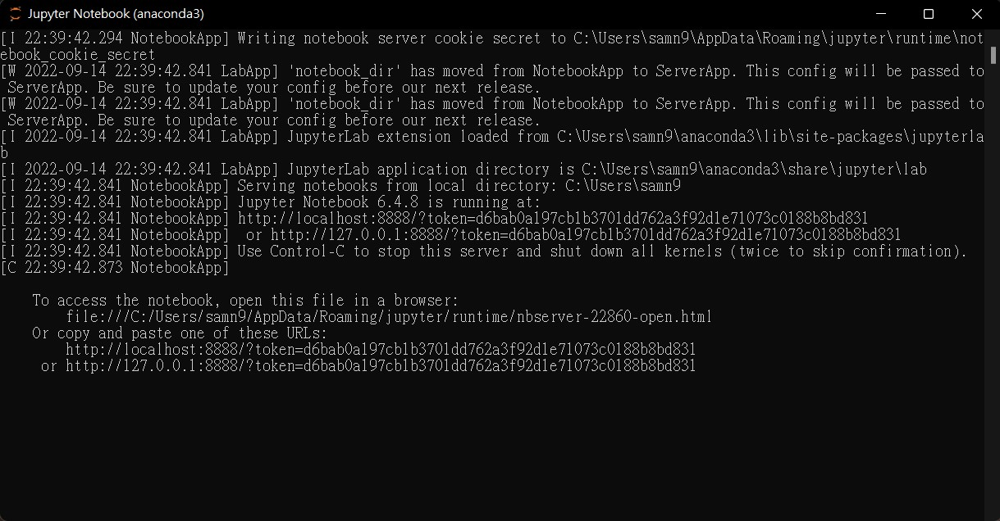 Jupyter Notebook (anaconda3)
[I 22:39:42.294 NotebookApp] Writing notebook server cookie secret to C:\Users\samn9\AppData\Roaming\jupyter\runtime\not
ebook_cookie_secret
[W 2022-09-14 22:39:42.841 LabApp] 'notebook_dir' has moved from NotebookApp to ServerApp. This config will be passed to
 ServerApp. Be sure to update your config before our next release.
[W 2022-09-14 22:39:42.841 LabApp] 'notebook_dir' has moved from NotebookApp to ServerApp. This config will be passed to
 ServerApp. Be sure to update your config before our next release.
[I 2022-09-14 22:39:42.841 LabApp] JupyterLab extension loaded from C:\Users\samn9\anaconda3\lib\site-packages\jupyterla
b
[I 2022-09-14 22:39:42.841 LabApp] JupyterLab application directory is C:\Users\samn9\anaconda3\share\jupyter\lab
[I 22:39:42.841 NotebookApp] Serving notebooks from local directory: C:\Users\samn9
[I 22:39:42.841 NotebookApp] Jupyter Notebook 6.4.8 is running at:
[I 22:39:42.841 NotebookApp] http://localhost:8888/?token=d6bab0a197cb1b3701dd762a3f92d1e71073c0188b8bd831
[I 22:39:42.841 NotebookApp]  or http://127.0.0.1:8888/?token=d6bab0a197cb1b3701dd762a3f92d1e71073c0188b8bd831
[I 22:39:42.841 NotebookApp] Use Control-C to stop this server and shut down all kernels (twice to skip confirmation).
[C 22:39:42.873 NotebookApp]
    To access the notebook, open this file in a browser:
        file:///C:/Users/samn9/AppData/Roaming/jupyter/runtime/nbserver-22860-open.html
    Or copy and paste one of these URLs:
        http://localhost:8888/?token=d6bab0a197cb1b3701dd762a3f92d1e71073c0188b8bd831
     or http://127.0.0.1:8888/?token=d6bab0a197cb1b3701dd762a3f92d1e71073c0188b8bd831